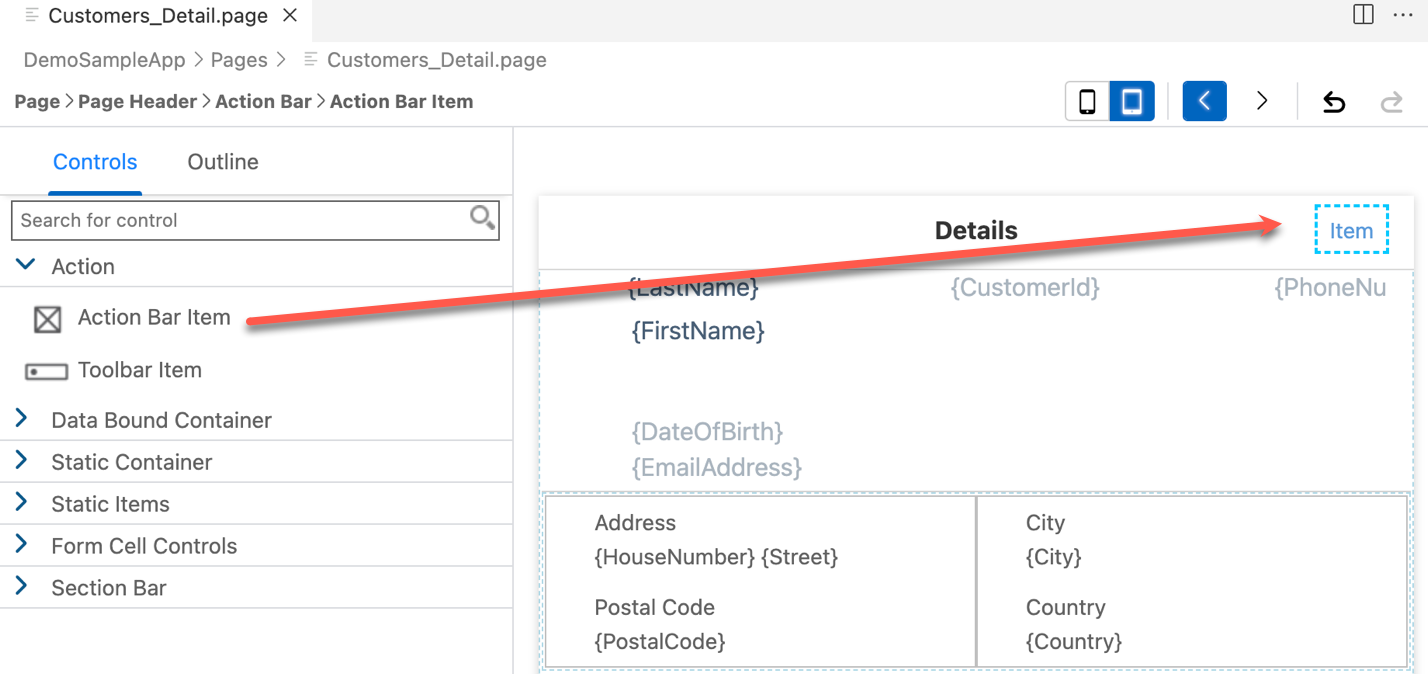 Customers_Detail.page
DemoSampleApp Pages Customers_Detail.page
Page Page Header Action Bar Action Bar Item
Controls Outline
Search for control
Action
Action Bar Item
Toolbar Item
Data Bound Container
Static Container
Static Items
Form Cell Controls
Section Bar
Details Item
{LastName} {CustomerId} {PhoneNu
{FirstName}
{DateOfBirth}
{EmailAddress}
Address
{HouseNumber} {Street}
Postal Code
{PostalCode}
City
{City}
Country
{Country}